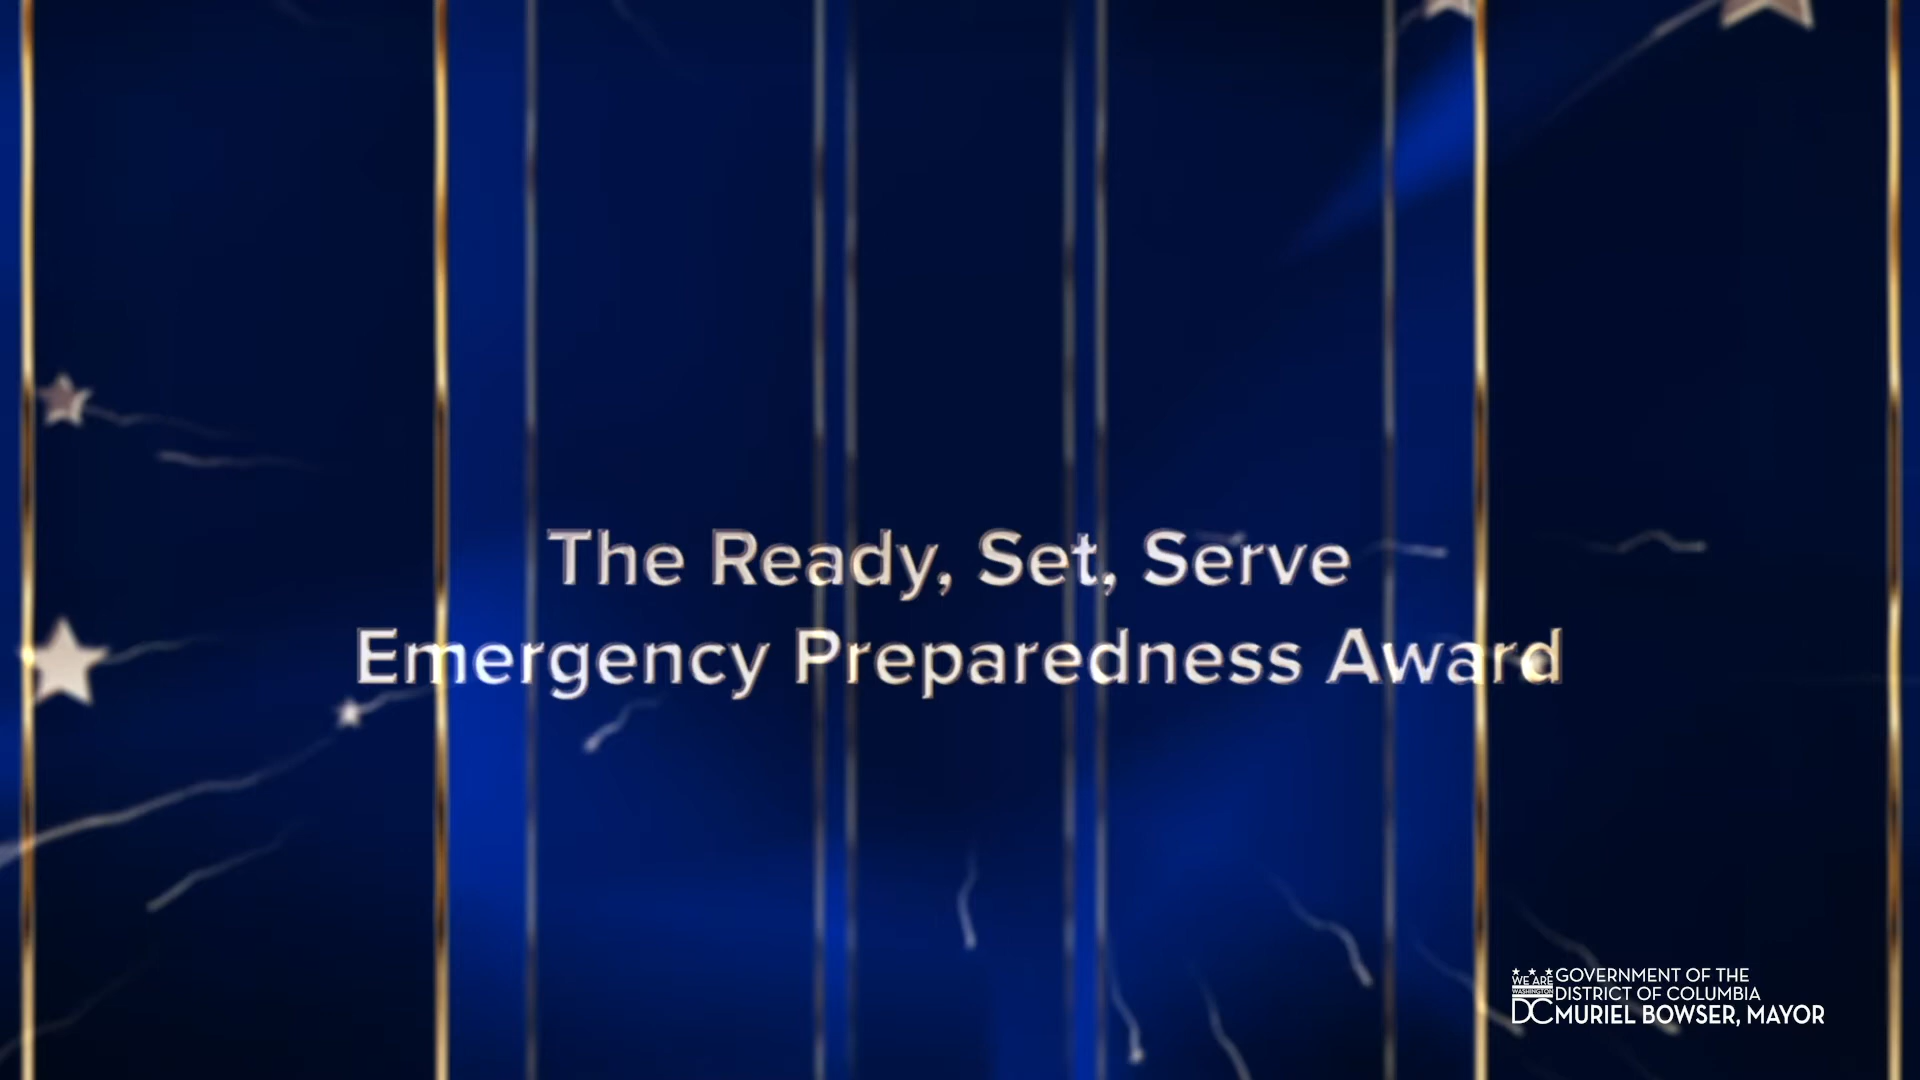 The Ready, Set, Serve
Emergency Preparedness Award
WE ARE
WASHINGTON
DC
GOVERNMENT OF THE
DISTRICT OF COLUMBIA
MURIEL BOWSER, MAYOR